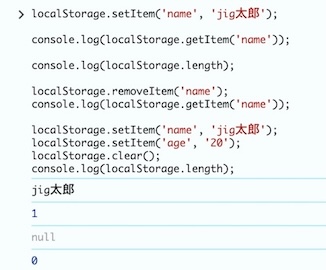 localStorage.setItem('name', 'jig太郎');
console.log(localStorage.getItem('name'));
console.log(localStorage.length);
localStorage.removeItem('name');
console.log(localStorage.getItem('name'));
localStorage.setItem('name', 'jig太郎');
localStorage.setItem('age', '20');
localStorage.clear();
console.log(localStorage.length);
jig太郎
1
null
0